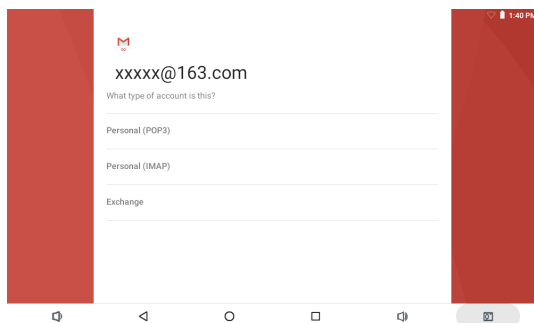 1:40 PM
xxxxx@163.com
What type of account is this?
Personal (POP3)
Personal (IMAP)
Exchange